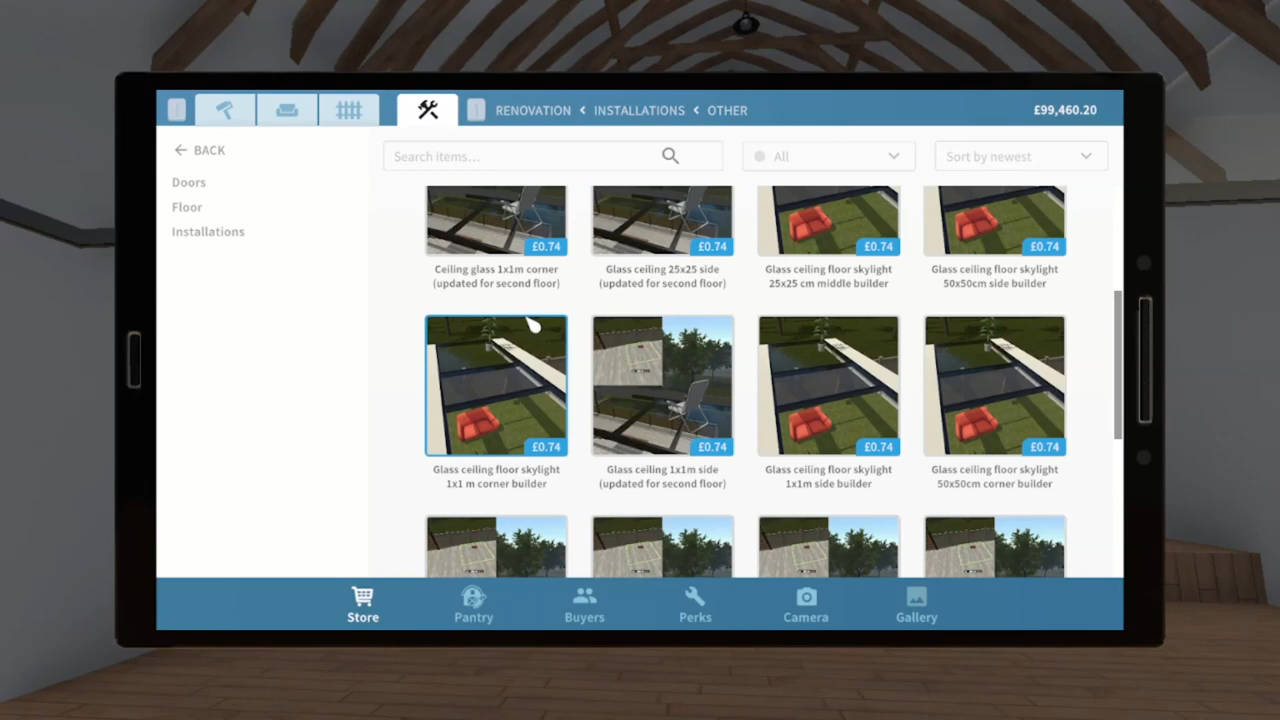 RENOVATION < INSTALLATIONS < OTHER
£99,460.20
BACK
Search items...
All
Sort by newest
Doors
Floor
Installations
£0.74 £0.74 £0.74 £0.74
Ceiling glass 1x1m corner
(updated for second floor)
Glass ceiling 25x25 side
(updated for second floor)
Glass ceiling floor skylight
25x25 cm middle builder
Glass ceiling floor skylight
50x50cm side builder
£0.74 £0.74 £0.74 £0.74
Glass ceiling floor skylight
1x1 m corner builder
Glass ceiling 1x1m side
(updated for second floor)
Glass ceiling floor skylight
1x1m side builder
Glass ceiling floor skylight
50x50cm corner builder
Store
Pantry
Buyers
Perks
Camera
Gallery